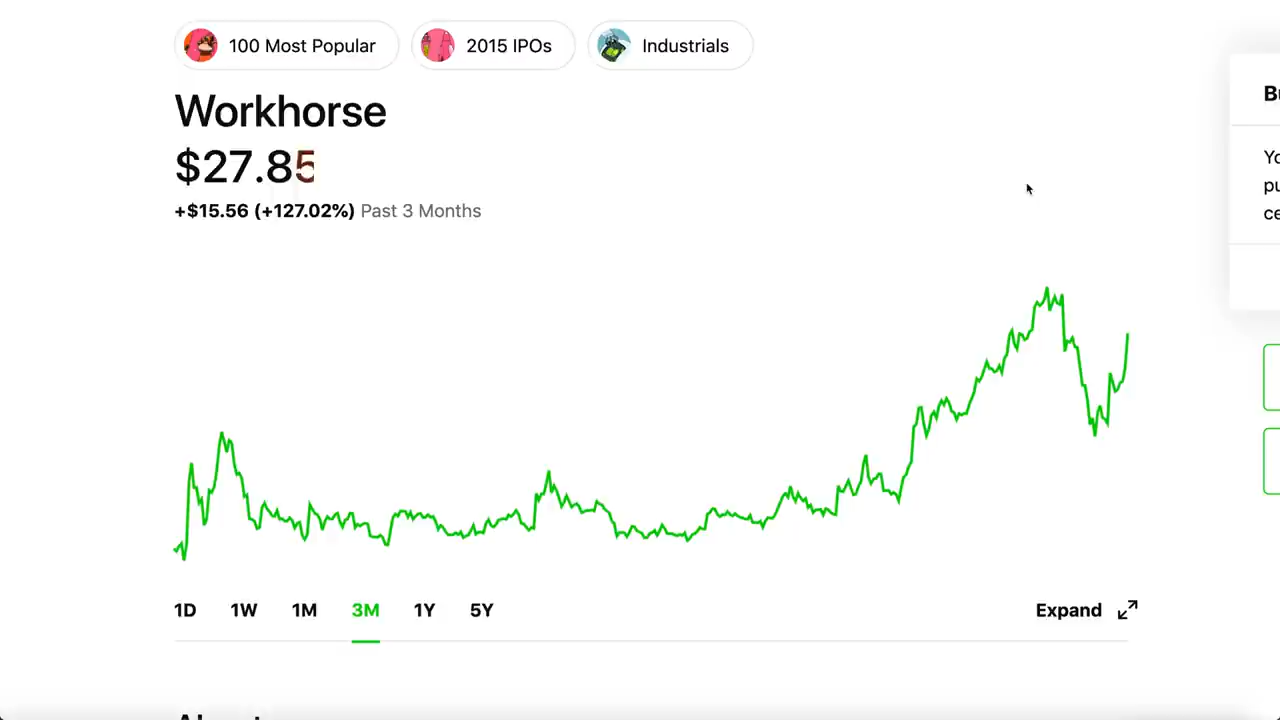 100 Most Popular 2015 IPOs Industrials
Workhorse
$27.85
+$15.56 (+127.02%) Past 3 Months
1D 1W 1M 3M 1Y 5Y Expand